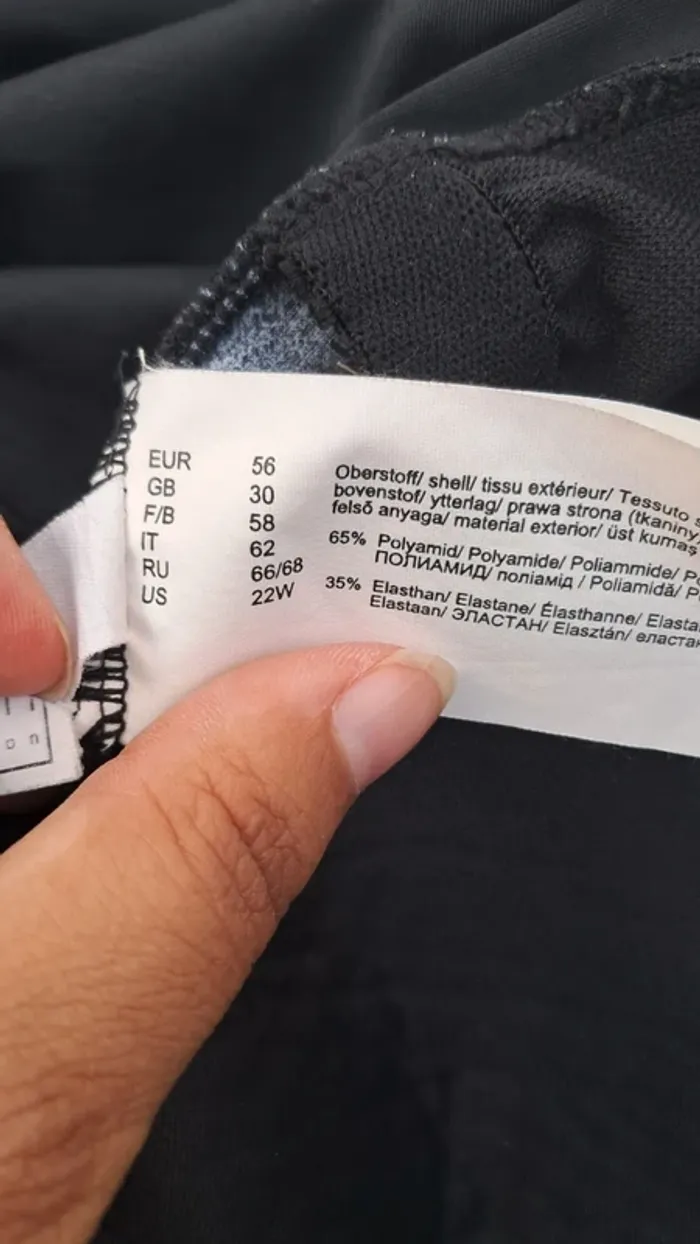 EUR 56
GB 30
F/B 58
IT 62
RU 66/68
US 22W
Oberstoff/ shell/ tissu extérieur/ Tessuto
bovenstof/ ytterlag/ prawa strona (tkaniny
felső anyaga/ material exterior/ üst kumaş
65% Polyamid/ Polyamide/ Poliammide/
ПОЛИАМИД/ поліамід / Poliamidă/
35% Elasthan/ Elastane/ Élasthanne/
Elastaan/ ЭЛАСТАН/ Elasztán/